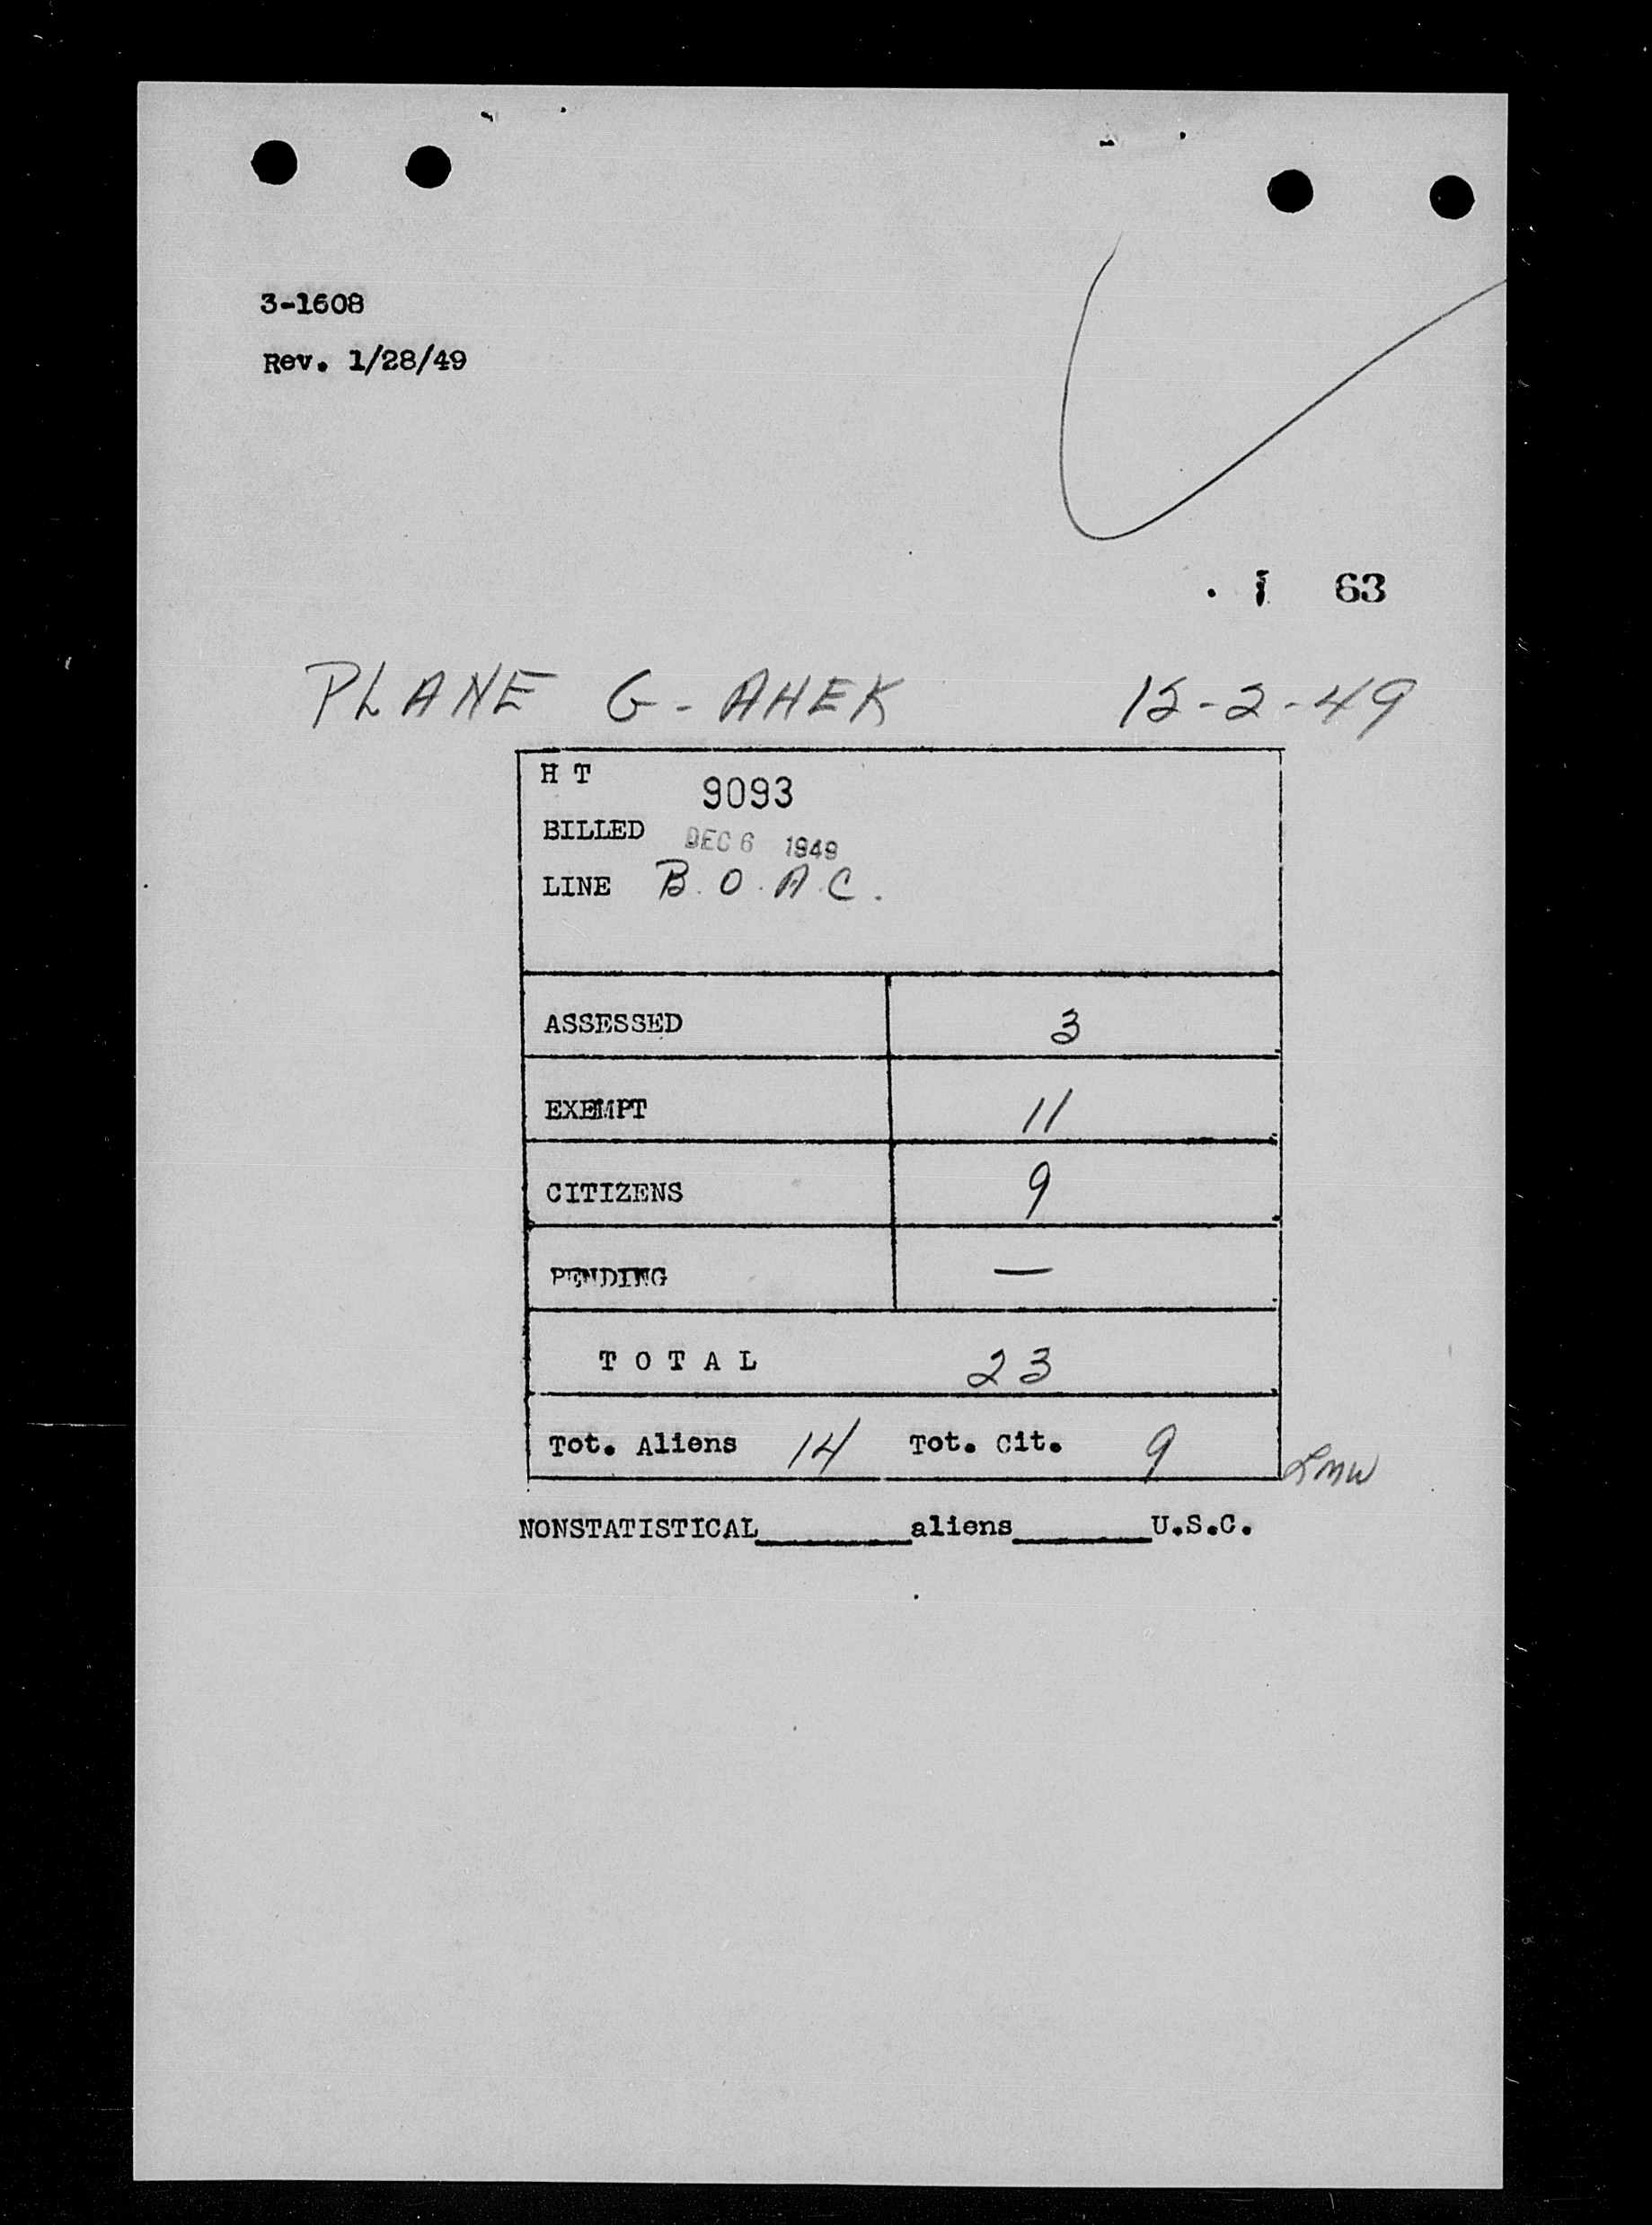 3-1608
Rev. 1/28/49
63
PLANE G-AHEK 12-2-49
H T 9093
BILLED DEC 6 1949
LINE B.O.A.C.
ASSESSED 3
EXEMPT 11
CITIZENS 9
PENDING —
TOTAL 23
Tot. Aliens 14 Tot. Cit. 9
LMW
NONSTATISTICAL______aliens______U.S.C.